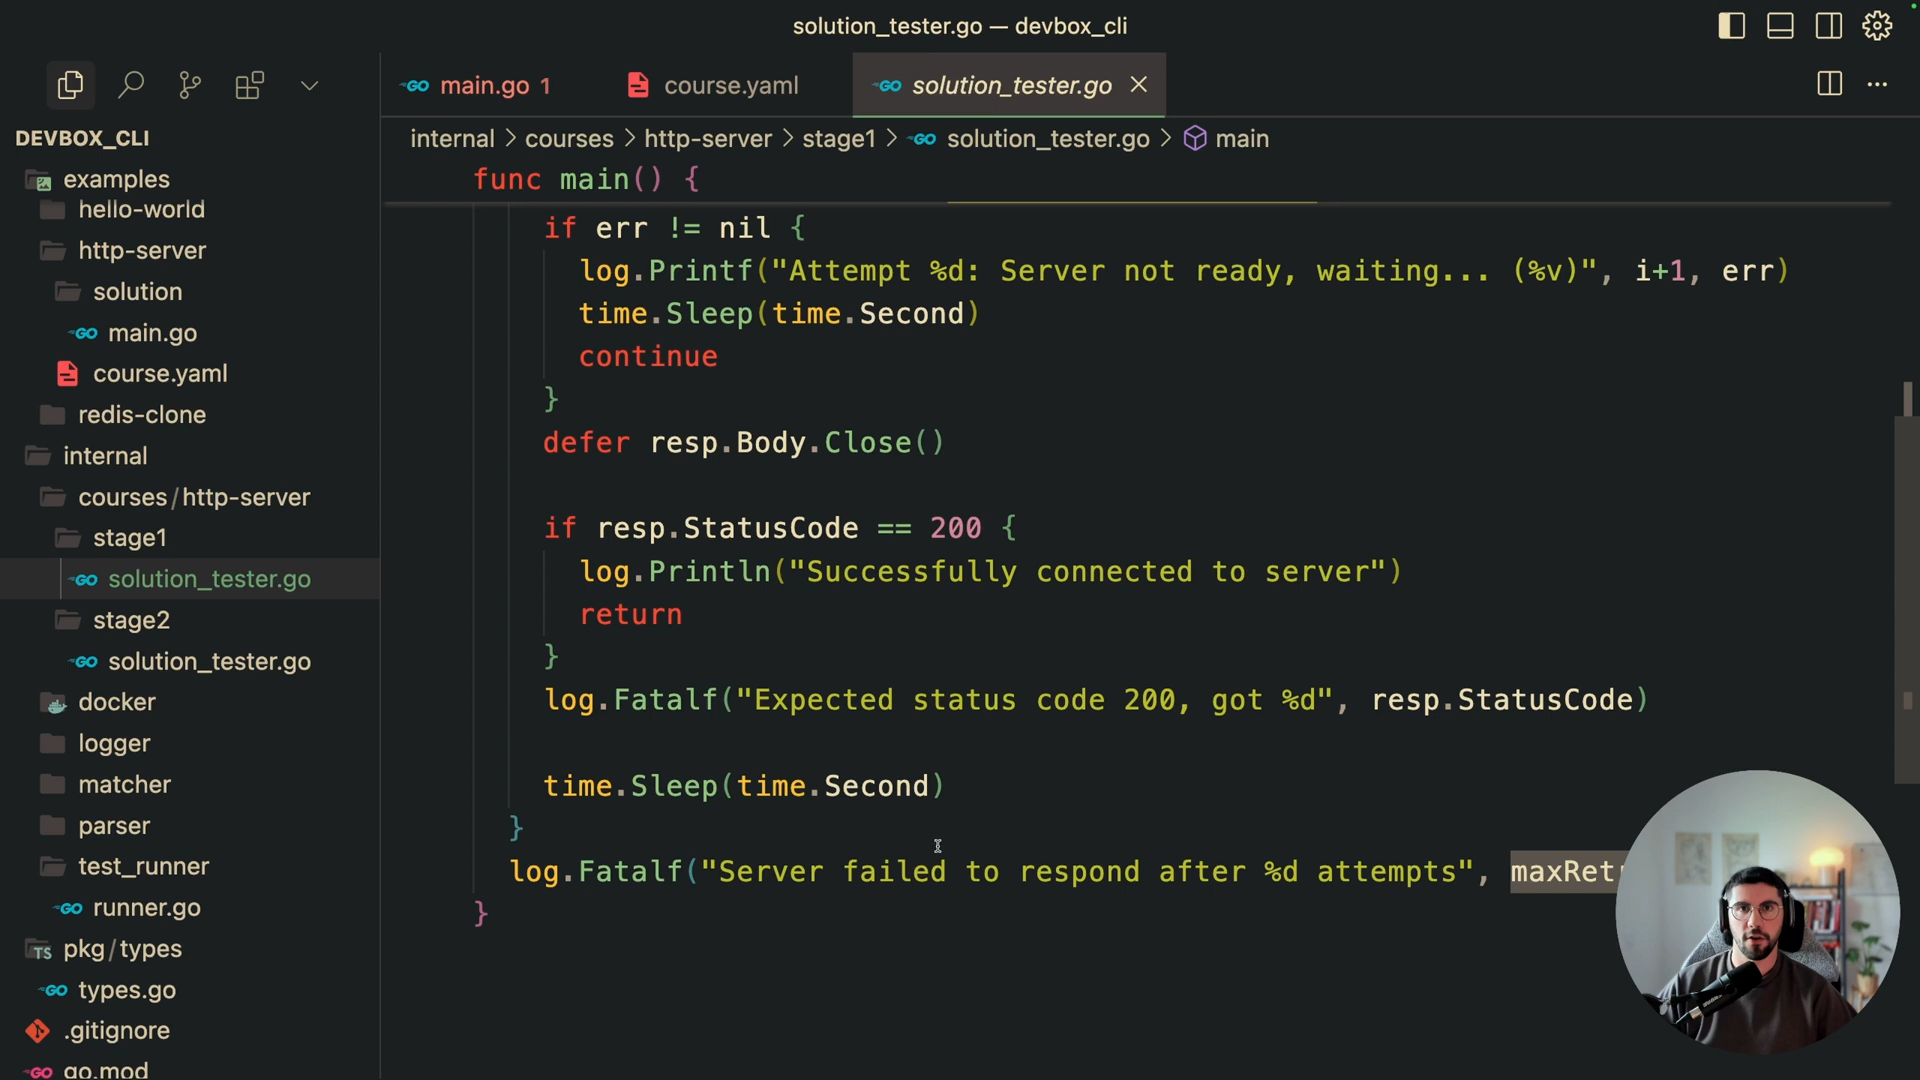 solution_tester.go — devbox_cli
main.go 1
course.yaml
solution_tester.go
DEVBOX_CLI
examples
hello-world
http-server
solution
main.go
course.yaml
redis-clone
internal
courses/http-server
stage1
solution_tester.go
stage2
solution_tester.go
docker
logger
matcher
parser
test_runner
runner.go
pkg/types
types.go
.gitignore
go.mod
internal > courses > http-server > stage1 > solution_tester.go > main
func main() {
if err != nil {
log.Printf("Attempt %d: Server not ready, waiting... (%v)", i+1, err)
time.Sleep(time.Second)
continue
}
defer resp.Body.Close()
if resp.StatusCode == 200 {
log.Println("Successfully connected to server")
return
}
log.Fatalf("Expected status code 200, got %d", resp.StatusCode)
time.Sleep(time.Second)
}
log.Fatalf("Server failed to respond after %d attempts",
}